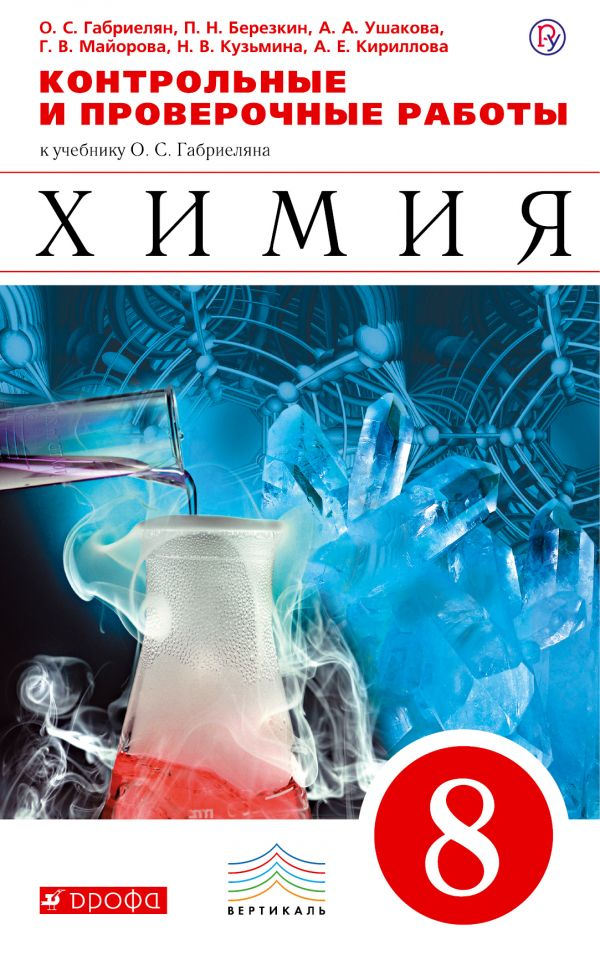 О. С. Габриелян, П. Н. Березкин, А. А. Ушакова,
Г. В. Майорова, Н. В. Кузьмина, А. Е. Кириллова
КОНТРОЛЬНЫЕ
И ПРОВЕРОЧНЫЕ РАБОТЫ
к учебнику О. С. Габриеляна
ХИМИЯ
8
ДРОФА
ВЕРТИКАЛЬ